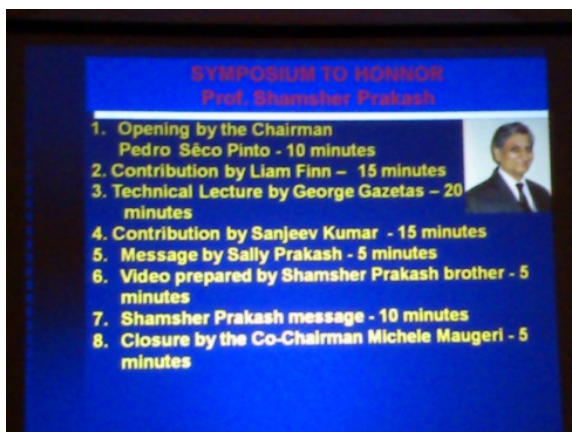 SYMPOSIUM TO HONNOR
Prof. Shamsher Prakash
1. Opening by the Chairman
Pedro Sêco Pinto - 10 minutes
2. Contribution by Liam Finn – 15 minutes
3. Technical Lecture by George Gazetas – 20
minutes
4. Contribution by Sanjeev Kumar - 15 minutes
5. Message by Sally Prakash - 5 minutes
6. Video prepared by Shamsher Prakash brother - 5
minutes
7. Shamsher Prakash message - 10 minutes
8. Closure by the Co-Chairman Michele Maugeri - 5
minutes